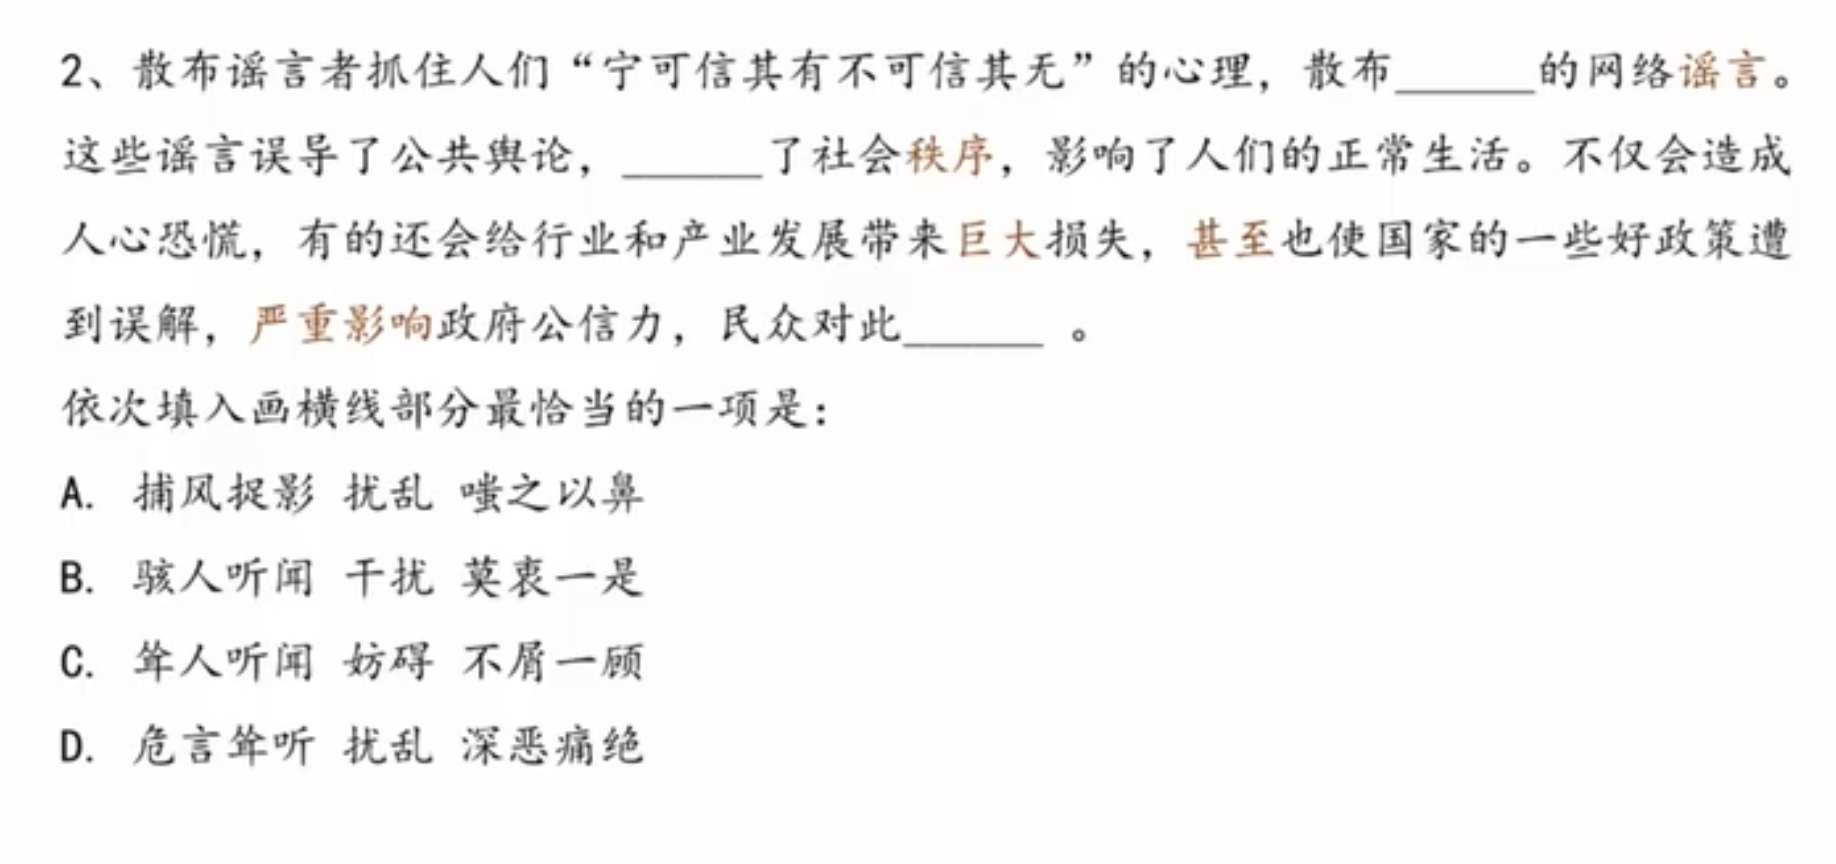 2、散布谣言者抓住人们“宁可信其有不可信其无”的心理，散布______的网络谣言。
这些谣言误导了公共舆论，______了社会秩序，影响了人们的正常生活。不仅会造成
人心恐慌，有的还会给行业和产业发展带来巨大损失，甚至也使国家的一些好政策遭
到误解，严重影响政府公信力，民众对此______ 。
依次填入画横线部分最恰当的一项是：
A. 捕风捉影 扰乱 嗤之以鼻
B. 骇人听闻 干扰 莫衷一是
C. 耸人听闻 妨碍 不屑一顾
D. 危言耸听 扰乱 深恶痛绝